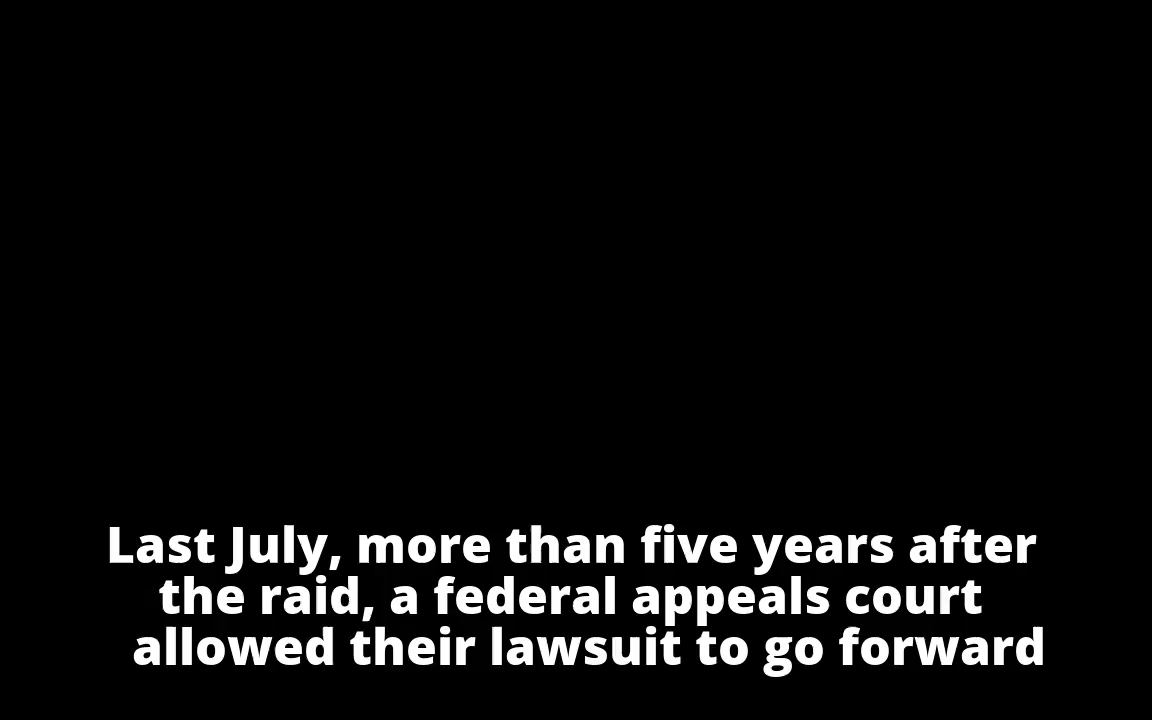 Last July, more than five years after
the raid, a federal appeals court
allowed their lawsuit to go forward